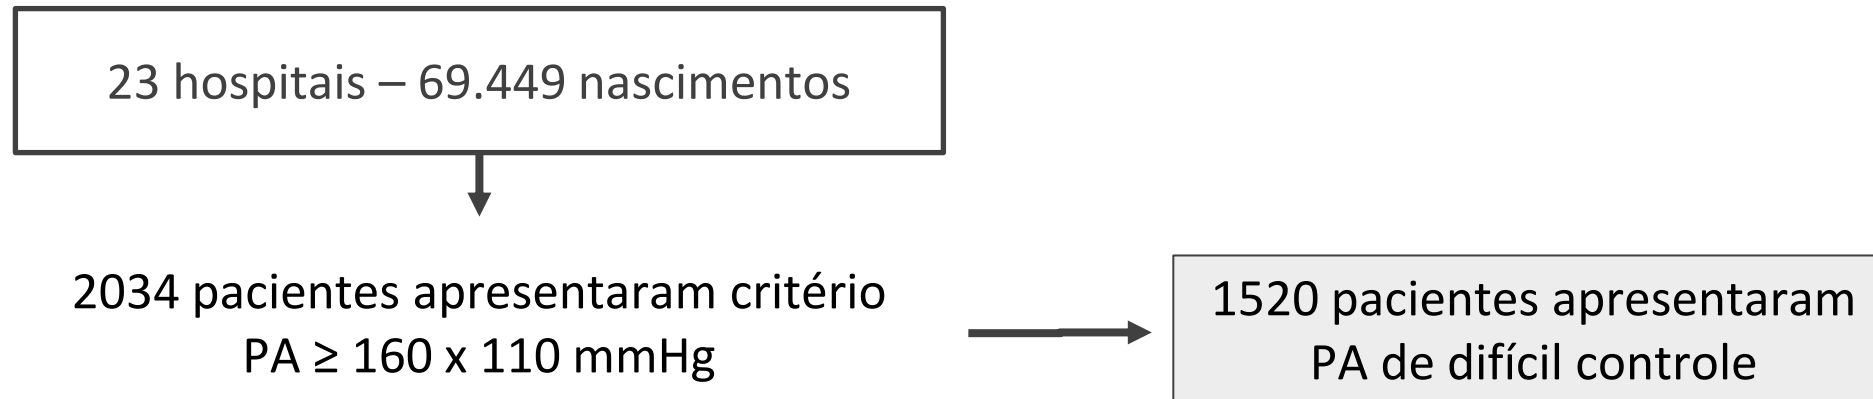 23 hospitais – 69.449 nascimentos
2034 pacientes apresentaram critério
PA ≥ 160 x 110 mmHg
1520 pacientes apresentaram
PA de difícil controle